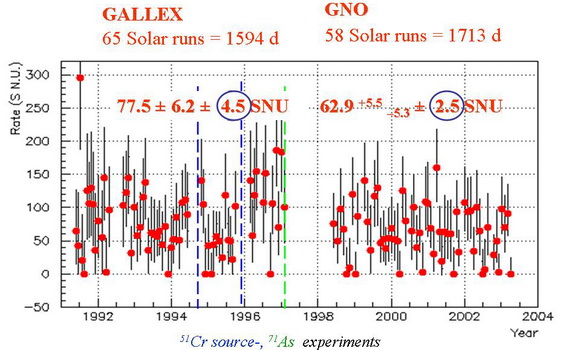 GALLEX
65 Solar runs = 1594 d
GNO
58 Solar runs = 1713 d
Rate (S N.U.)
300
250
200
150
100
50
0
−50
77.5 ± 6.2 ± 4.5 SNU
62.9 +5.5 −5.3 ± 2.5 SNU
1992
1994
1996
1998
2000
2002
2004
Year
⁵¹Cr source-, ⁷¹As experiments